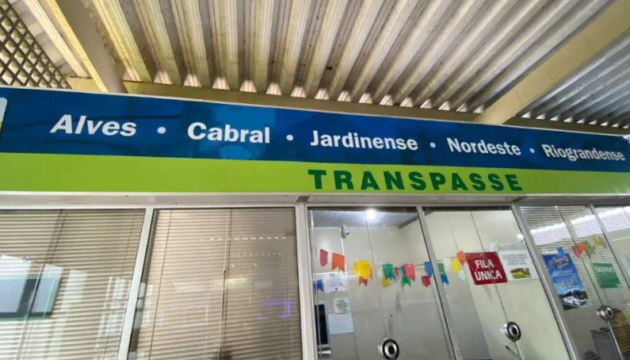 Alves • Cabral • Jardinense • Nordeste • Riograndense
TRANSPASSE
FILA
ÚNICA